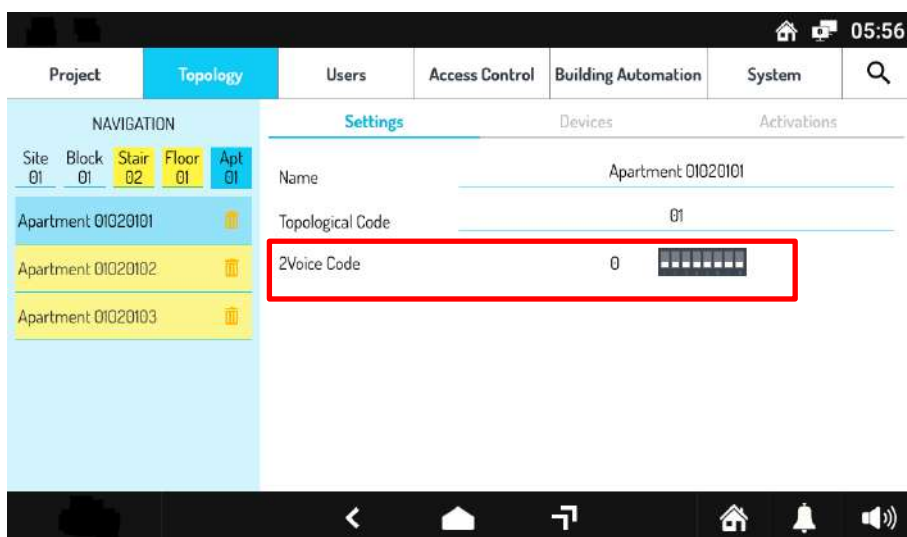 05:56
Project Topology Users Access Control Building Automation System
NAVIGATION
Settings Devices Activations
Site Block Stair Floor Apt
01 01 02 01 01
Name Apartment 01020101
Apartment 01020101
Topological Code 01
2Voice Code 0
Apartment 01020102
Apartment 01020103